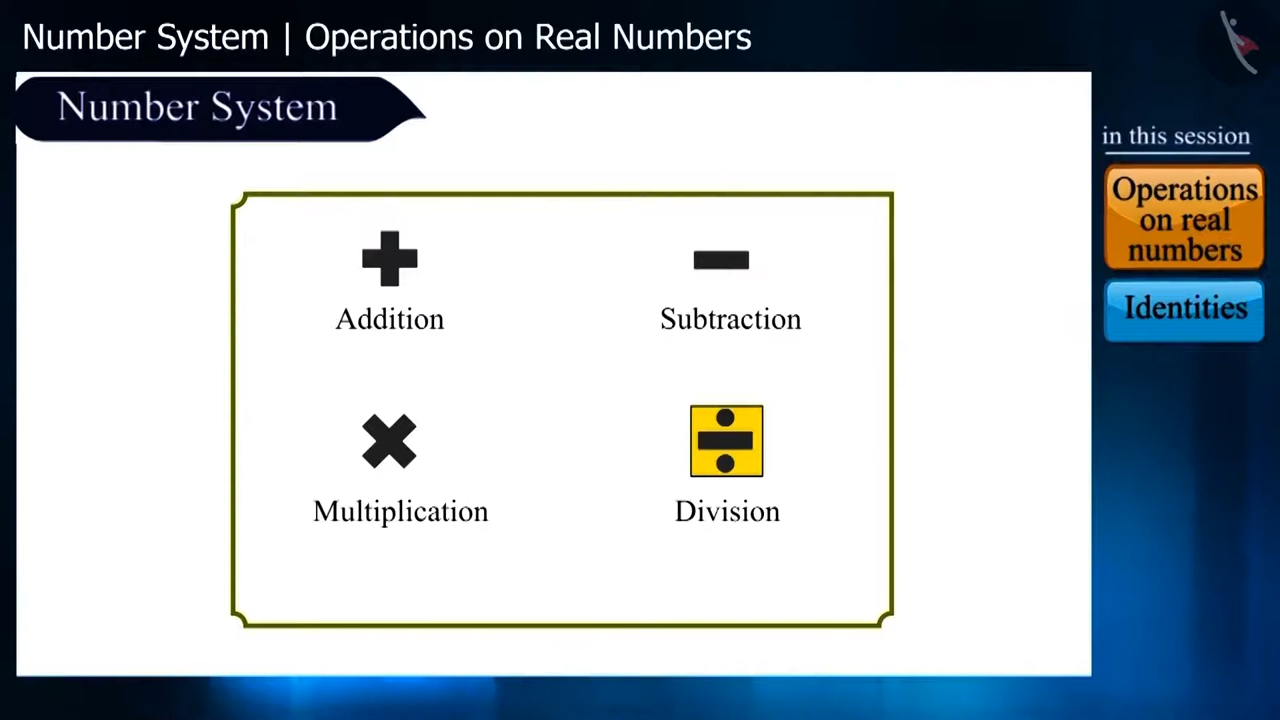 Number System | Operations on Real Numbers
Number System
in this session
Operations
on real
numbers
Identities
Addition
Subtraction
Multiplication
Division